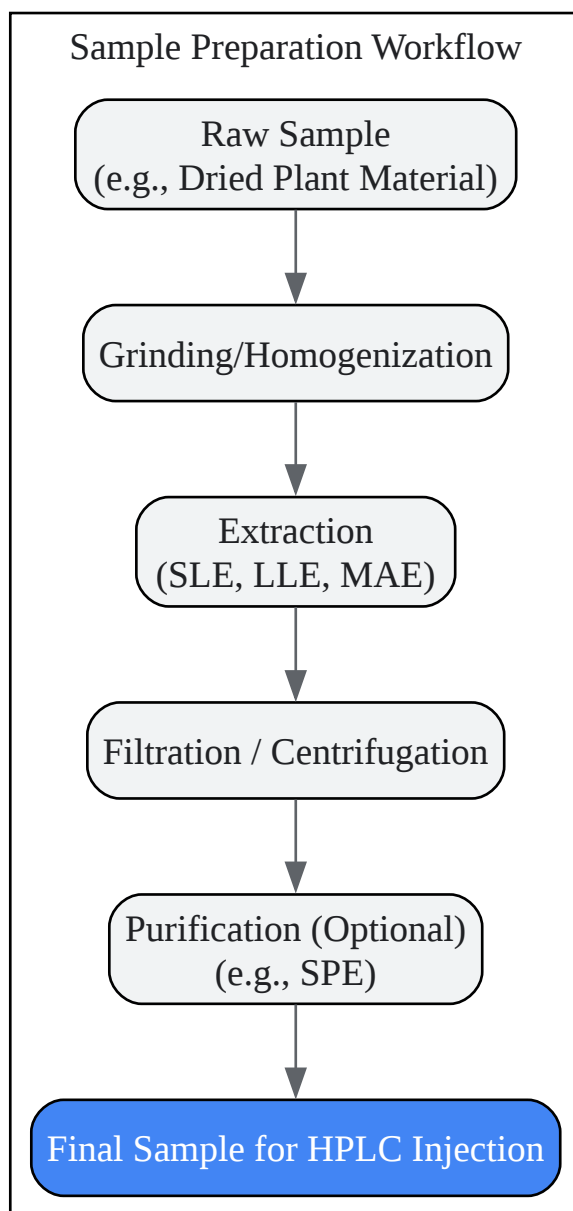 Sample Preparation Workflow
Raw Sample
(e.g., Dried Plant Material)
Grinding/Homogenization
Extraction
(SLE, LLE, MAE)
Filtration / Centrifugation
Purification (Optional)
(e.g., SPE)
Final Sample for HPLC Injection